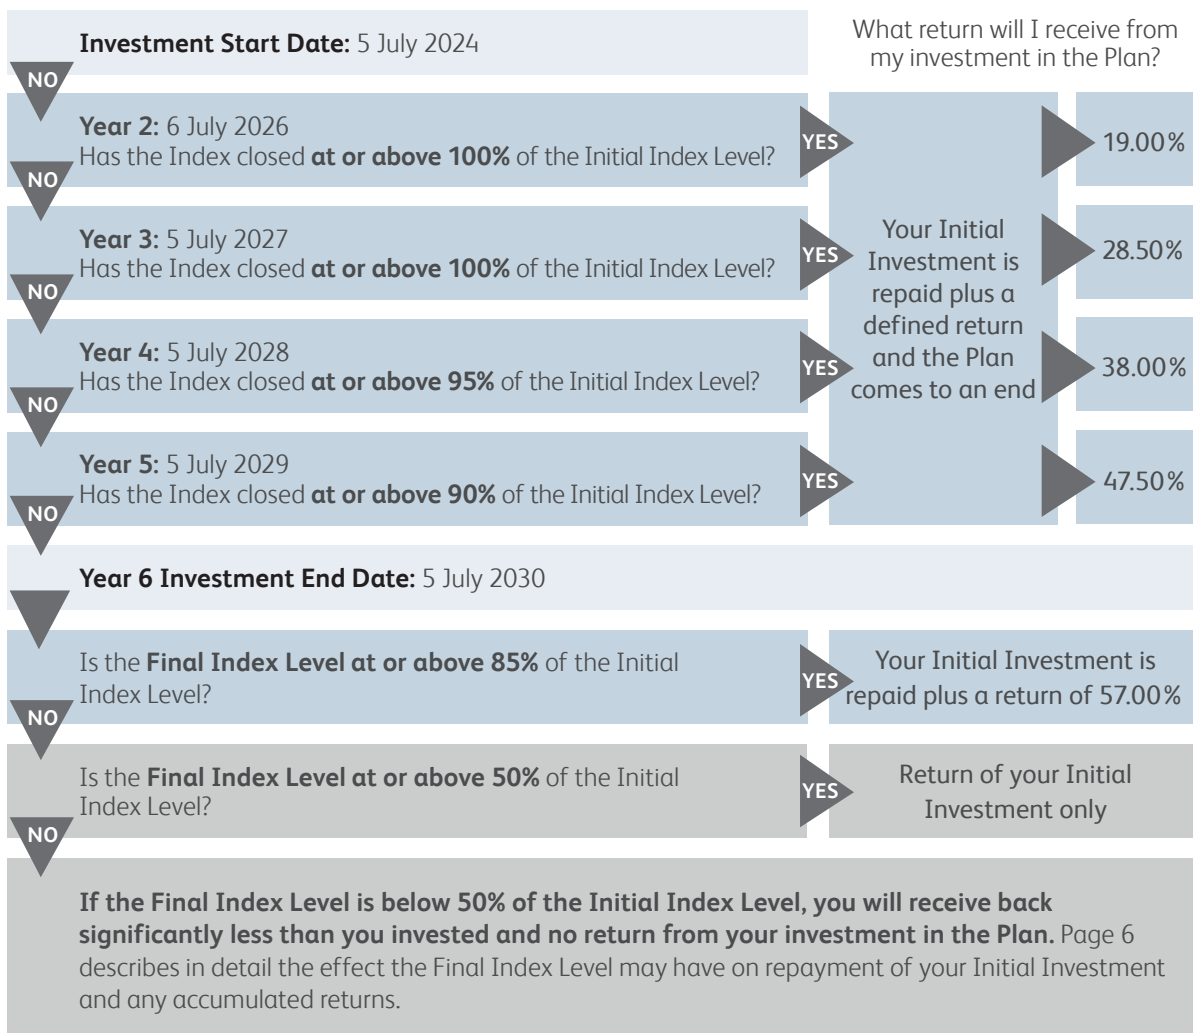 Investment Start Date: 5 July 2024
What return will I receive from
my investment in the Plan?
NO
Year 2: 6 July 2026
Has the Index closed at or above 100% of the Initial Index Level?
YES
19.00%
NO
Year 3: 5 July 2027
Has the Index closed at or above 100% of the Initial Index Level?
YES
28.50%
NO
Year 4: 5 July 2028
Has the Index closed at or above 95% of the Initial Index Level?
YES
38.00%
NO
Year 5: 5 July 2029
Has the Index closed at or above 90% of the Initial Index Level?
YES
47.50%
Your Initial
Investment is
repaid plus a
defined return
and the Plan
comes to an end
NO
Year 6 Investment End Date: 5 July 2030
Is the Final Index Level at or above 85% of the Initial
Index Level?
YES
Your Initial Investment is
repaid plus a return of 57.00%
NO
Is the Final Index Level at or above 50% of the Initial
Index Level?
YES
Return of your Initial
Investment only
NO
If the Final Index Level is below 50% of the Initial Index Level, you will receive back
significantly less than you invested and no return from your investment in the Plan. Page 6
describes in detail the effect the Final Index Level may have on repayment of your Initial Investment
and any accumulated returns.